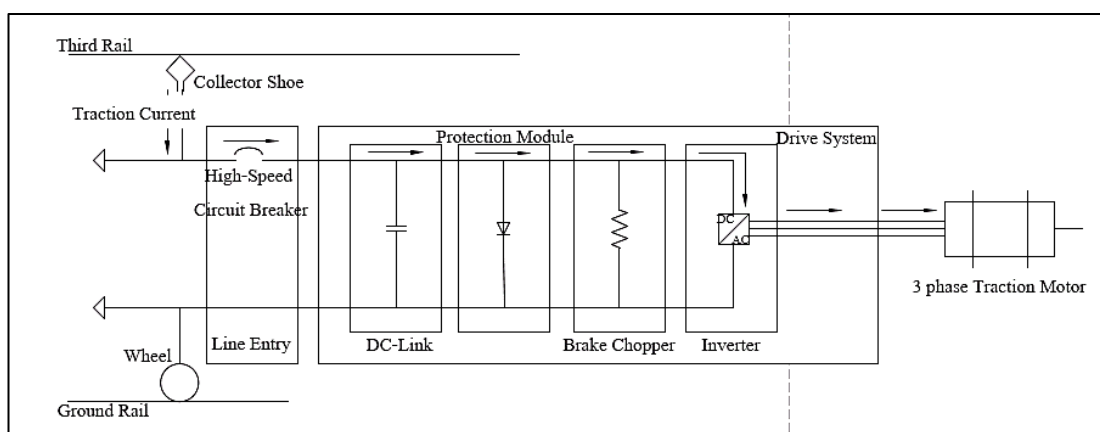 Third Rail
Collector Shoe
Traction Current
Protection Module
Drive System
High-Speed
Circuit Breaker
DC
AC
3 phase Traction Motor
Line Entry
DC-Link
Brake Chopper
Inverter
Wheel
Ground Rail